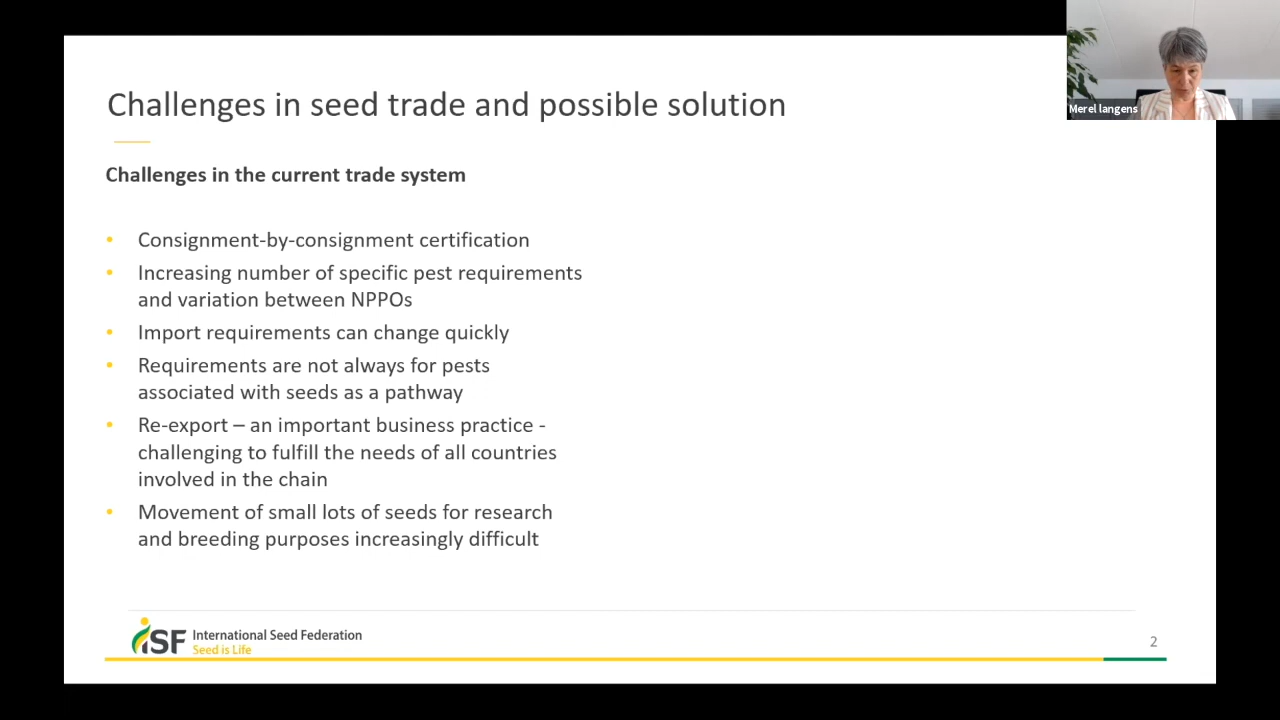 Challenges in seed trade and possible solution
Merel langens
Challenges in the current trade system
• Consignment-by-consignment certification
• Increasing number of specific pest requirements
and variation between NPPOs
• Import requirements can change quickly
• Requirements are not always for pests
associated with seeds as a pathway
• Re-export – an important business practice -
challenging to fulfill the needs of all countries
involved in the chain
• Movement of small lots of seeds for research
and breeding purposes increasingly difficult
iSF International Seed Federation
Seed is Life
2